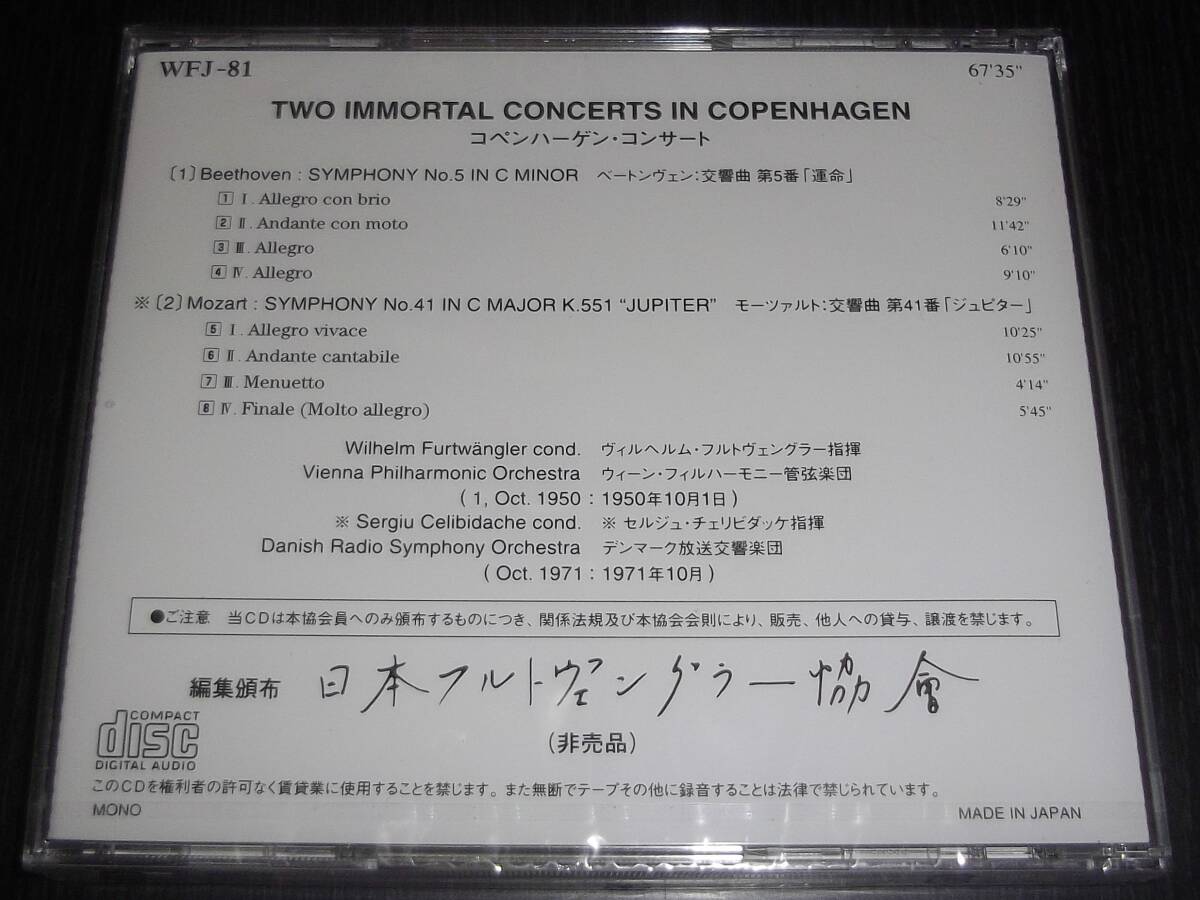 WFJ-81 67'35"
TWO IMMORTAL CONCERTS IN COPENHAGEN
コペンハーゲン・コンサート
〔1〕Beethoven : SYMPHONY No.5 IN C MINOR ベートンヴェン:交響曲 第5番「運命」
1 Ⅰ. Allegro con brio 8'29"
2 Ⅱ. Andante con moto 11'42"
3 Ⅲ. Allegro 6'10"
4 Ⅳ. Allegro 9'10"
※〔2〕Mozart : SYMPHONY No.41 IN C MAJOR K.551 “JUPITER” モーツァルト:交響曲 第41番「ジュピター」
5 Ⅰ. Allegro vivace 10'25"
6 Ⅱ. Andante cantabile 10'55"
7 Ⅲ. Menuetto 4'14"
8 Ⅳ. Finale (Molto allegro) 5'45"
Wilhelm Furtwängler cond. ヴィルヘルム・フルトヴェングラー指揮
Vienna Philharmonic Orchestra ウィーン・フィルハーモニー管弦楽団
( 1, Oct. 1950 : 1950年10月1日 )
※ Sergiu Celibidache cond. ※ セルジュ・チェリビダッケ指揮
Danish Radio Symphony Orchestra デンマーク放送交響楽団
( Oct. 1971 : 1971年10月 )
●ご注意 当CDは本協会員へのみ頒布するものにつき、関係法規及び本協会会則により、販売、他人への貸与、譲渡を禁じます。
編集頒布 日本フルトヴェングラー協會
(非売品)
COMPACT
disc
DIGITAL AUDIO
このCDを権利者の許可なく賃貸業に使用することを禁じます。また無断でテープその他に録音することは法律で禁じられています。
MONO MADE IN JAPAN